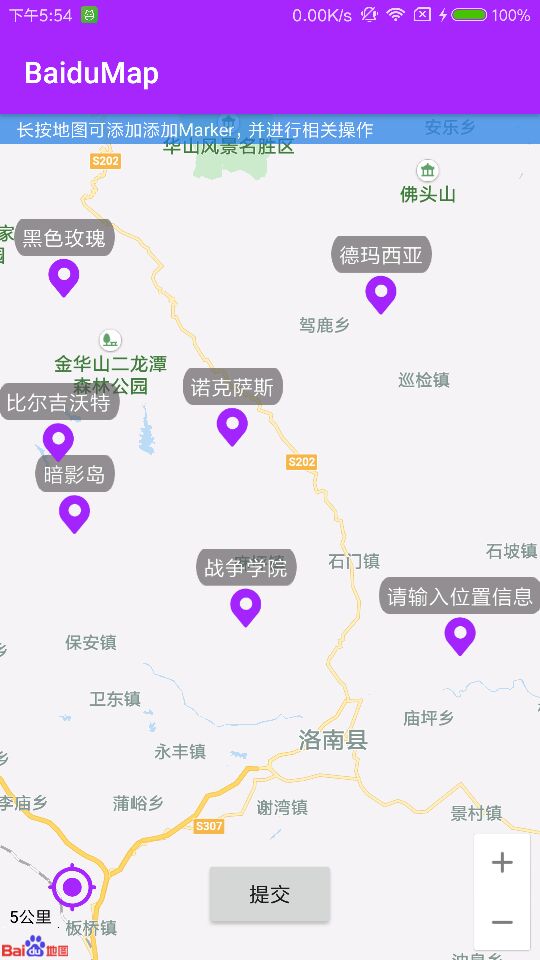 下午5:54 0.00K/s 100%
BaiduMap
长按地图可添加添加Marker, 并进行相关操作
安乐乡
华山风景名胜区
S202
佛头山
黑色玫瑰
德玛西亚
驾鹿乡
金华山二龙潭
森林公园
巡检镇
诺克萨斯
比尔吉沃特
S202
暗影岛
石坡镇
石门镇
战争学院
请输入位置信息
保安镇
卫东镇
庙坪乡
洛南县
永丰镇
李庙乡
蒲峪乡
谢湾镇
景村镇
S307
+
提交
5公里
板桥镇
−
Bai du 地图